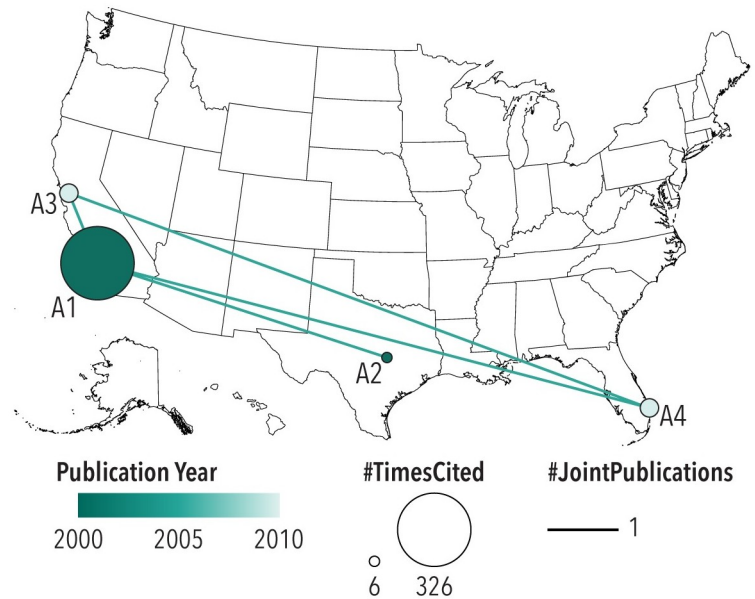 A3
A1
A2
A4
Publication Year
2000 2005 2010
#TimesCited
6 326
#JointPublications
1